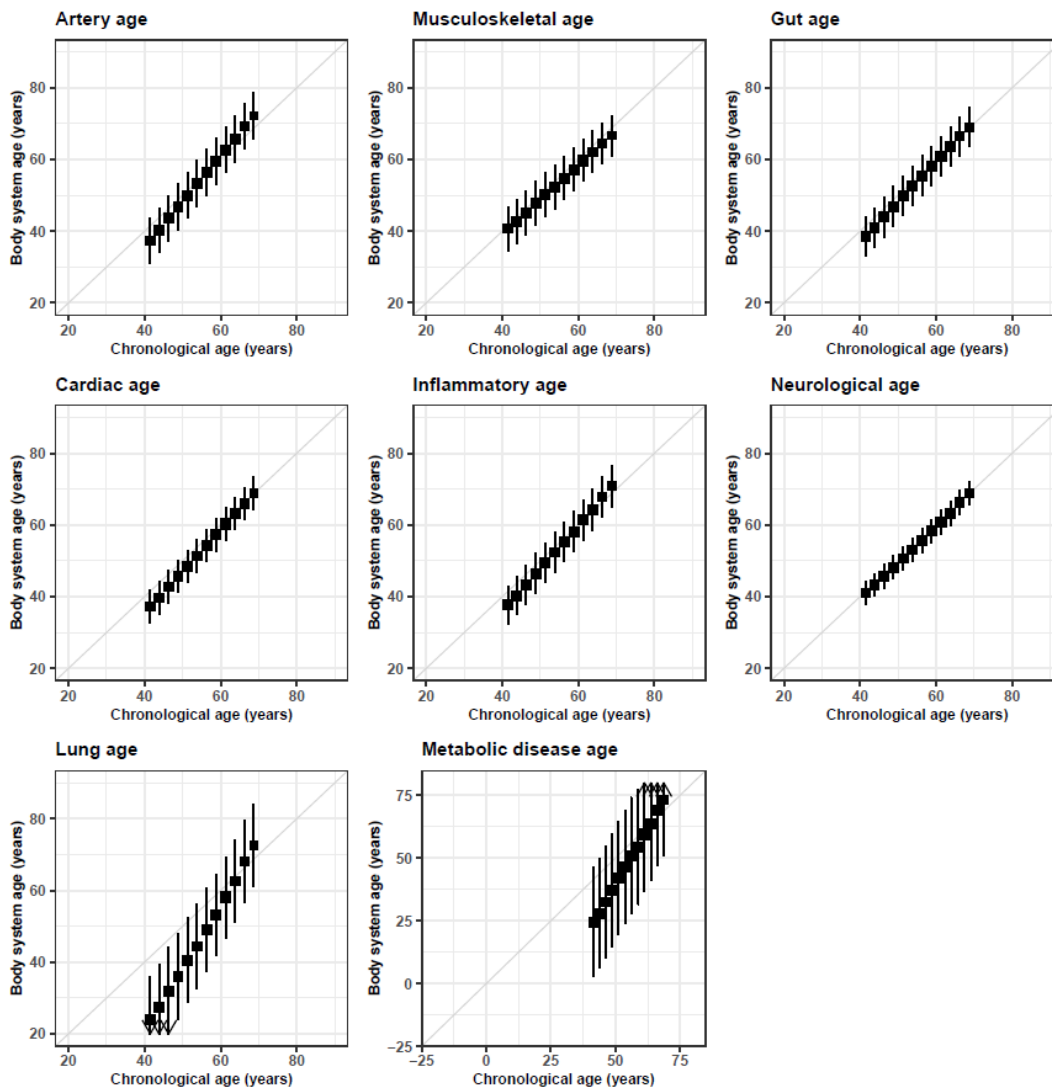 Artery age
Musculoskeletal age
Gut age
Body system age (years)
80
60
40
20
20 40 60 80
Chronological age (years)
Body system age (years)
80
60
40
20
20 40 60 80
Chronological age (years)
Body system age (years)
80
60
40
20
20 40 60 80
Chronological age (years)
Cardiac age
Inflammatory age
Neurological age
Body system age (years)
80
60
40
20
20 40 60 80
Chronological age (years)
Body system age (years)
80
60
40
20
20 40 60 80
Chronological age (years)
Body system age (years)
80
60
40
20
20 40 60 80
Chronological age (years)
Lung age
Metabolic disease age
Body system age (years)
80
60
40
20
20 40 60 80
Chronological age (years)
Body system age (years)
75
50
25
0
−25
−25 0 25 50 75
Chronological age (years)